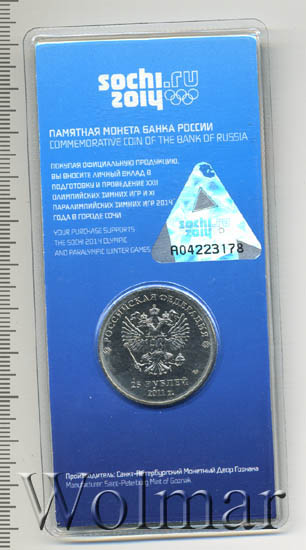 sochi.ru
2014
ПАМЯТНАЯ МОНЕТА БАНКА РОССИИ
COMMEMORATIVE COIN OF THE BANK OF RUSSIA
ПОКУПАЯ ОФИЦИАЛЬНУЮ ПРОДУКЦИЮ,
ВЫ ВНОСИТЕ ЛИЧНЫЙ ВКЛАД В
ПОДГОТОВКУ И ПРОВЕДЕНИЕ XXII
ОЛИМПИЙСКИХ ЗИМНИХ ИГР И XI
ПАРАЛИМПИЙСКИХ ЗИМНИХ ИГР 2014
ГОДА В ГОРОДЕ СОЧИ
YOUR PURCHASE SUPPORTS
THE SOCHI 2014 OLYMPIC
AND PARALYMPIC WINTER GAMES
sochi.ru
2014
A04223178
РОССИЙСКАЯ ФЕДЕРАЦИЯ
25 РУБЛЕЙ
2011 г.
Производитель: Санкт-Петербургский Монетный Двор Гознака
Manufacturer: Saint-Petersburg Mint of Goznak
Wolmar